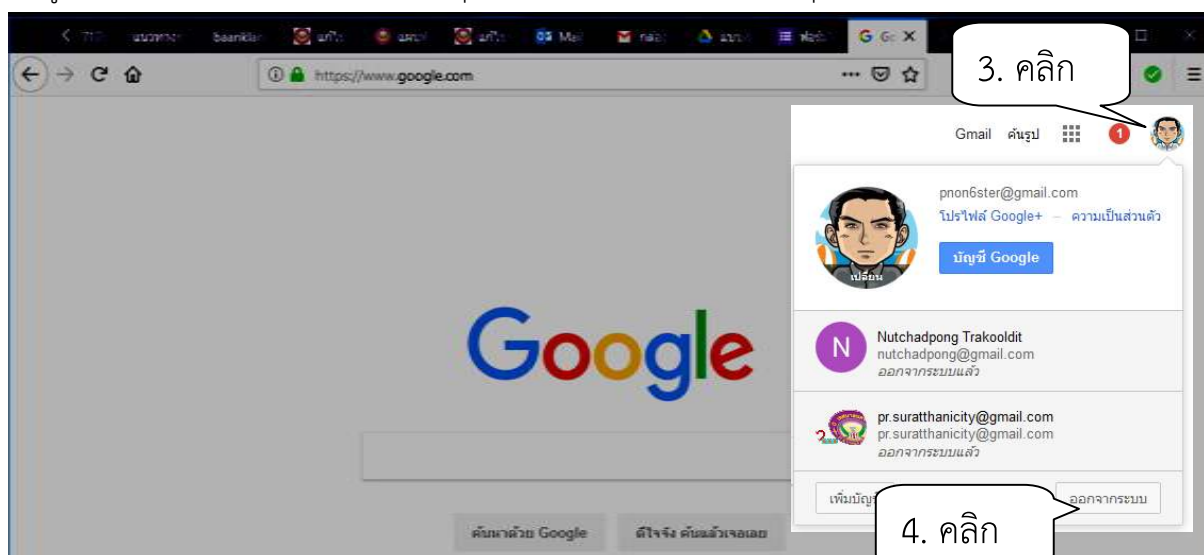 https://www.google.com
3. คลิก
Gmail ค้นรูป
1
pnon6ster@gmail.com
โปรไฟล์ Google+ – ความเป็นส่วนตัว
บัญชี Google
เปลี่ยน
Google
N
Nutchadpong Trakooldit
nutchadpong@gmail.com
ออกจากระบบแล้ว
pr.suratthanicity@gmail.com
pr.suratthanicity@gmail.com
ออกจากระบบแล้ว
ออกจากระบบ
4. คลิก
ค้นหาด้วย Google
ดีใจจัง ค้นแล้วเจอเลย